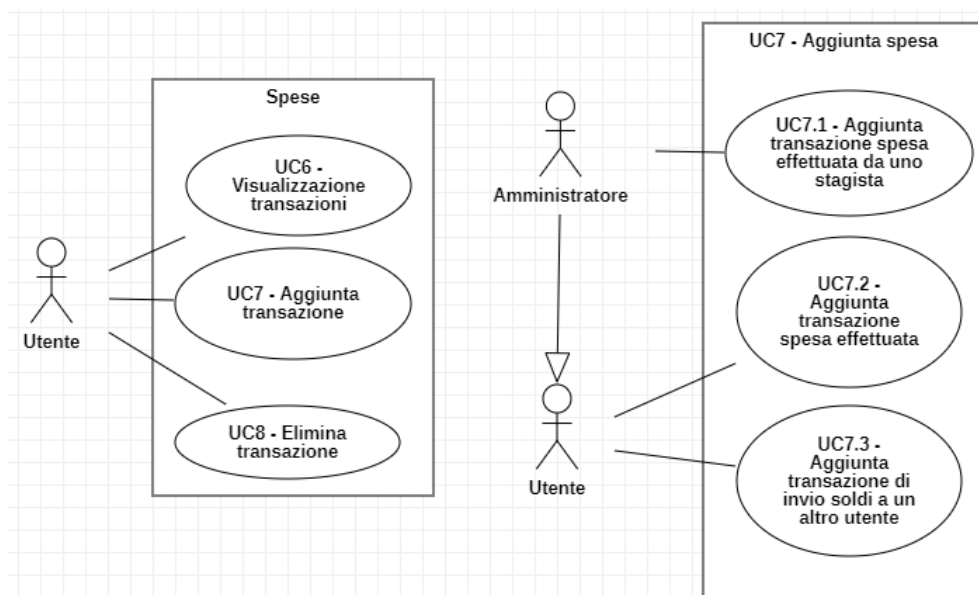 Spese
UC6 -
Visualizzazione
transazioni
UC7 - Aggiunta
transazione
UC8 - Elimina
transazione
Utente
Amministratore
Utente
UC7 - Aggiunta spesa
UC7.1 - Aggiunta
transazione spesa
effettuata da uno
stagista
UC7.2 -
Aggiunta
transazione
spesa effettuata
UC7.3 -
Aggiunta
transazione di
invio soldi a un
altro utente